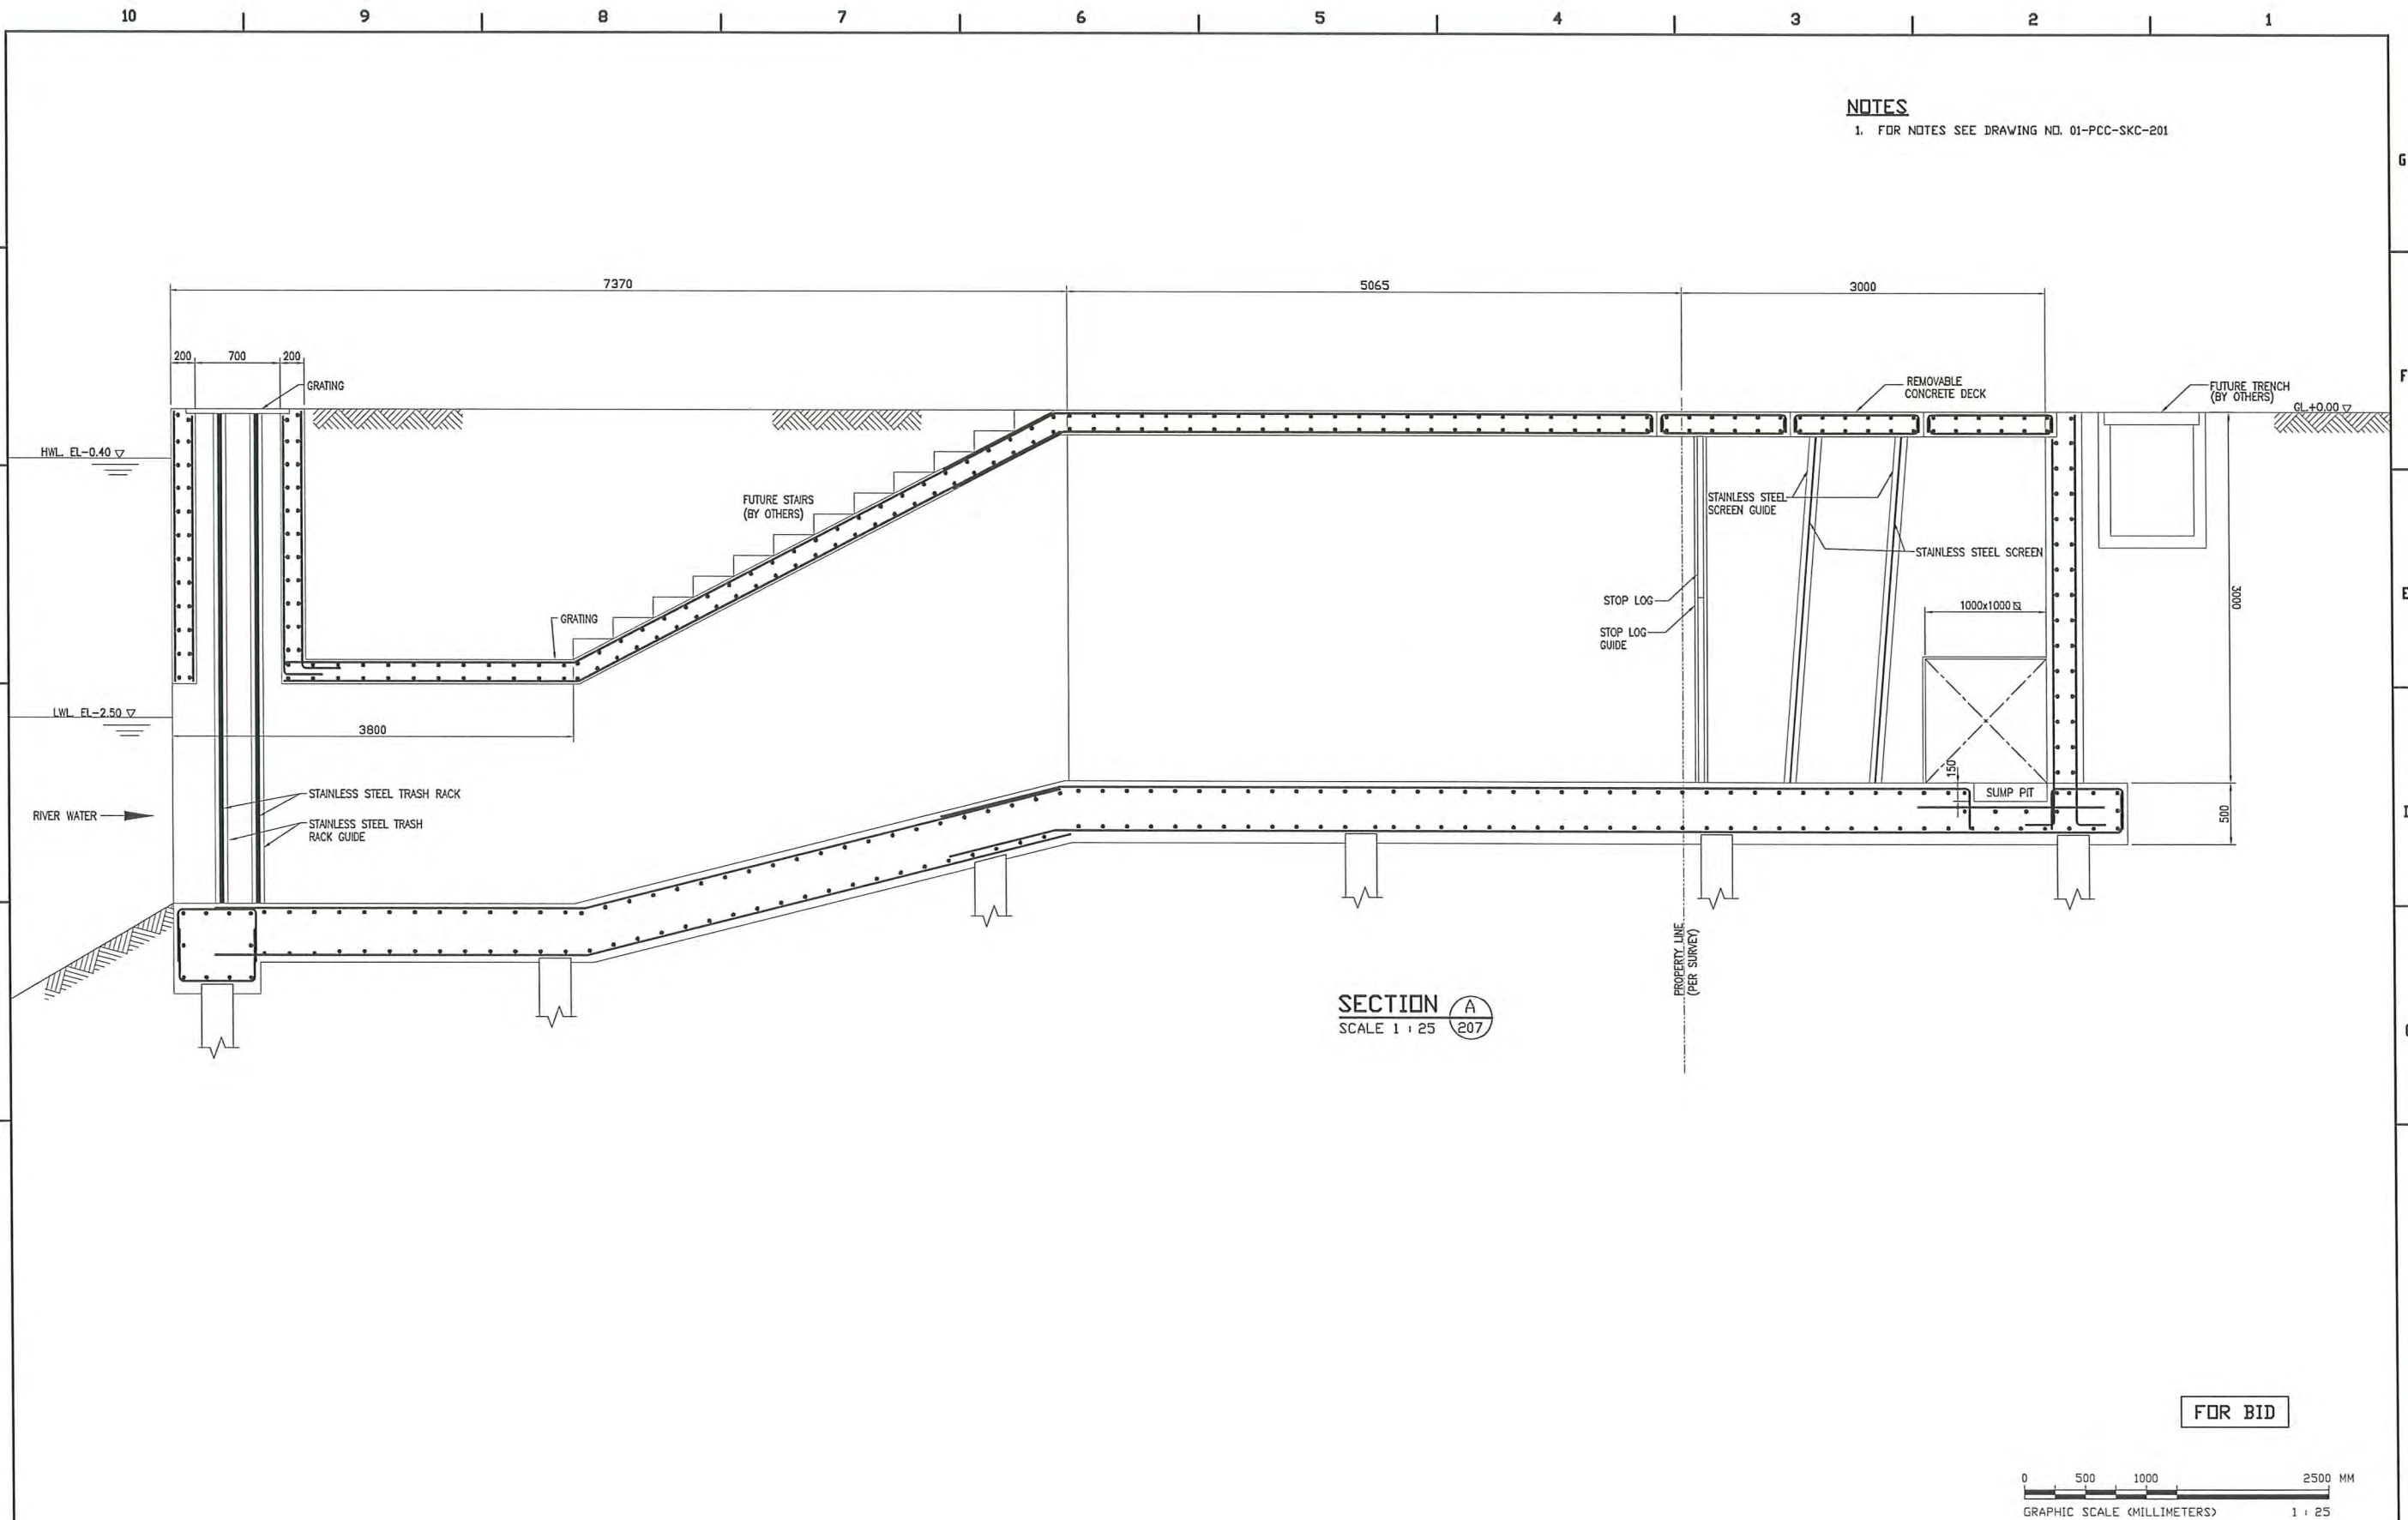 10 9 8 7 6 5 4 3 2 1
NOTES
1. FOR NOTES SEE DRAWING NO. 01-PCC-SKC-201
G
7370
5065
3000
200
700
200
GRATING
REMOVABLE
CONCRETE DECK
FUTURE TRENCH
(BY OTHERS)
F
GL.+0.00
HWL. EL-0.40
FUTURE STAIRS
(BY OTHERS)
STAINLESS STEEL
SCREEN GUIDE
STAINLESS STEEL SCREEN
STOP LOG
STOP LOG
GUIDE
1000x1000
3000
E
GRATING
LWL. EL-2.50
3800
150
SUMP PIT
500
STAINLESS STEEL TRASH RACK
RIVER WATER
STAINLESS STEEL TRASH
RACK GUIDE
PROPERTY LINE
(PER SURVEY)
SECTION A
SCALE 1 : 25 207
FOR BID
0 500 1000 2500 MM
GRAPHIC SCALE (MILLIMETERS) 1 : 25